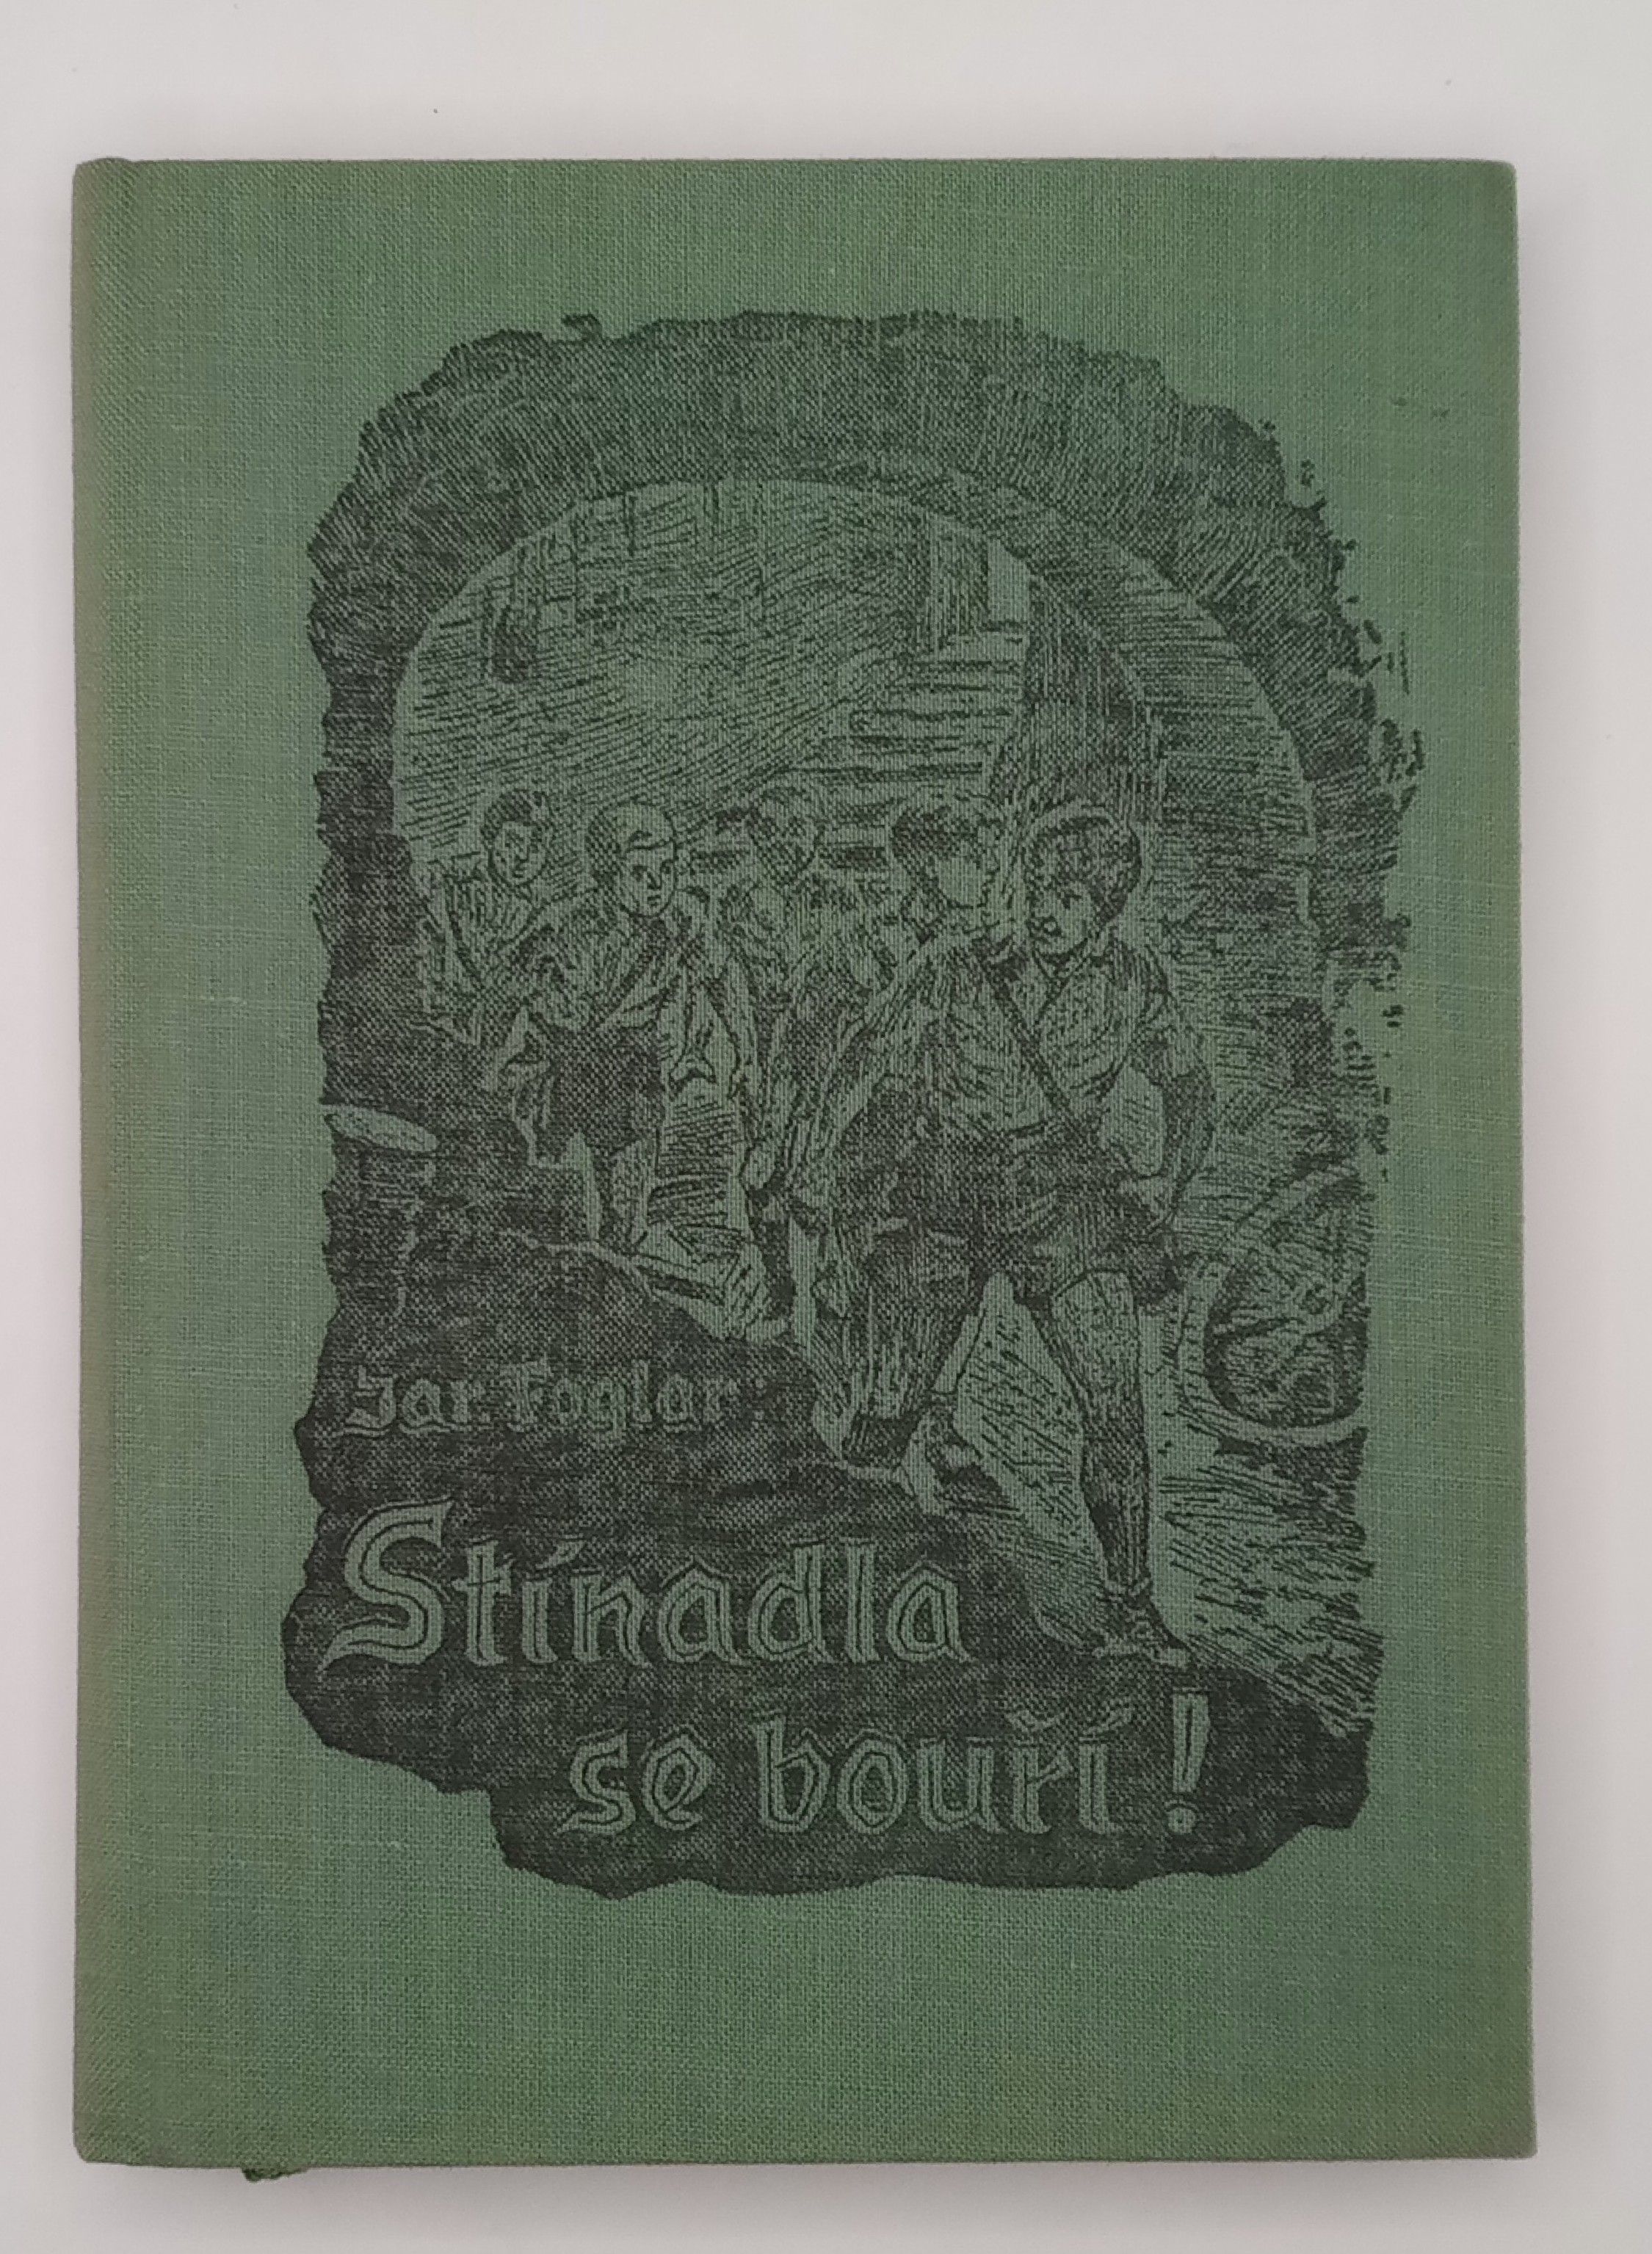 Jar. Foglar:
Stínadla
se bouří!